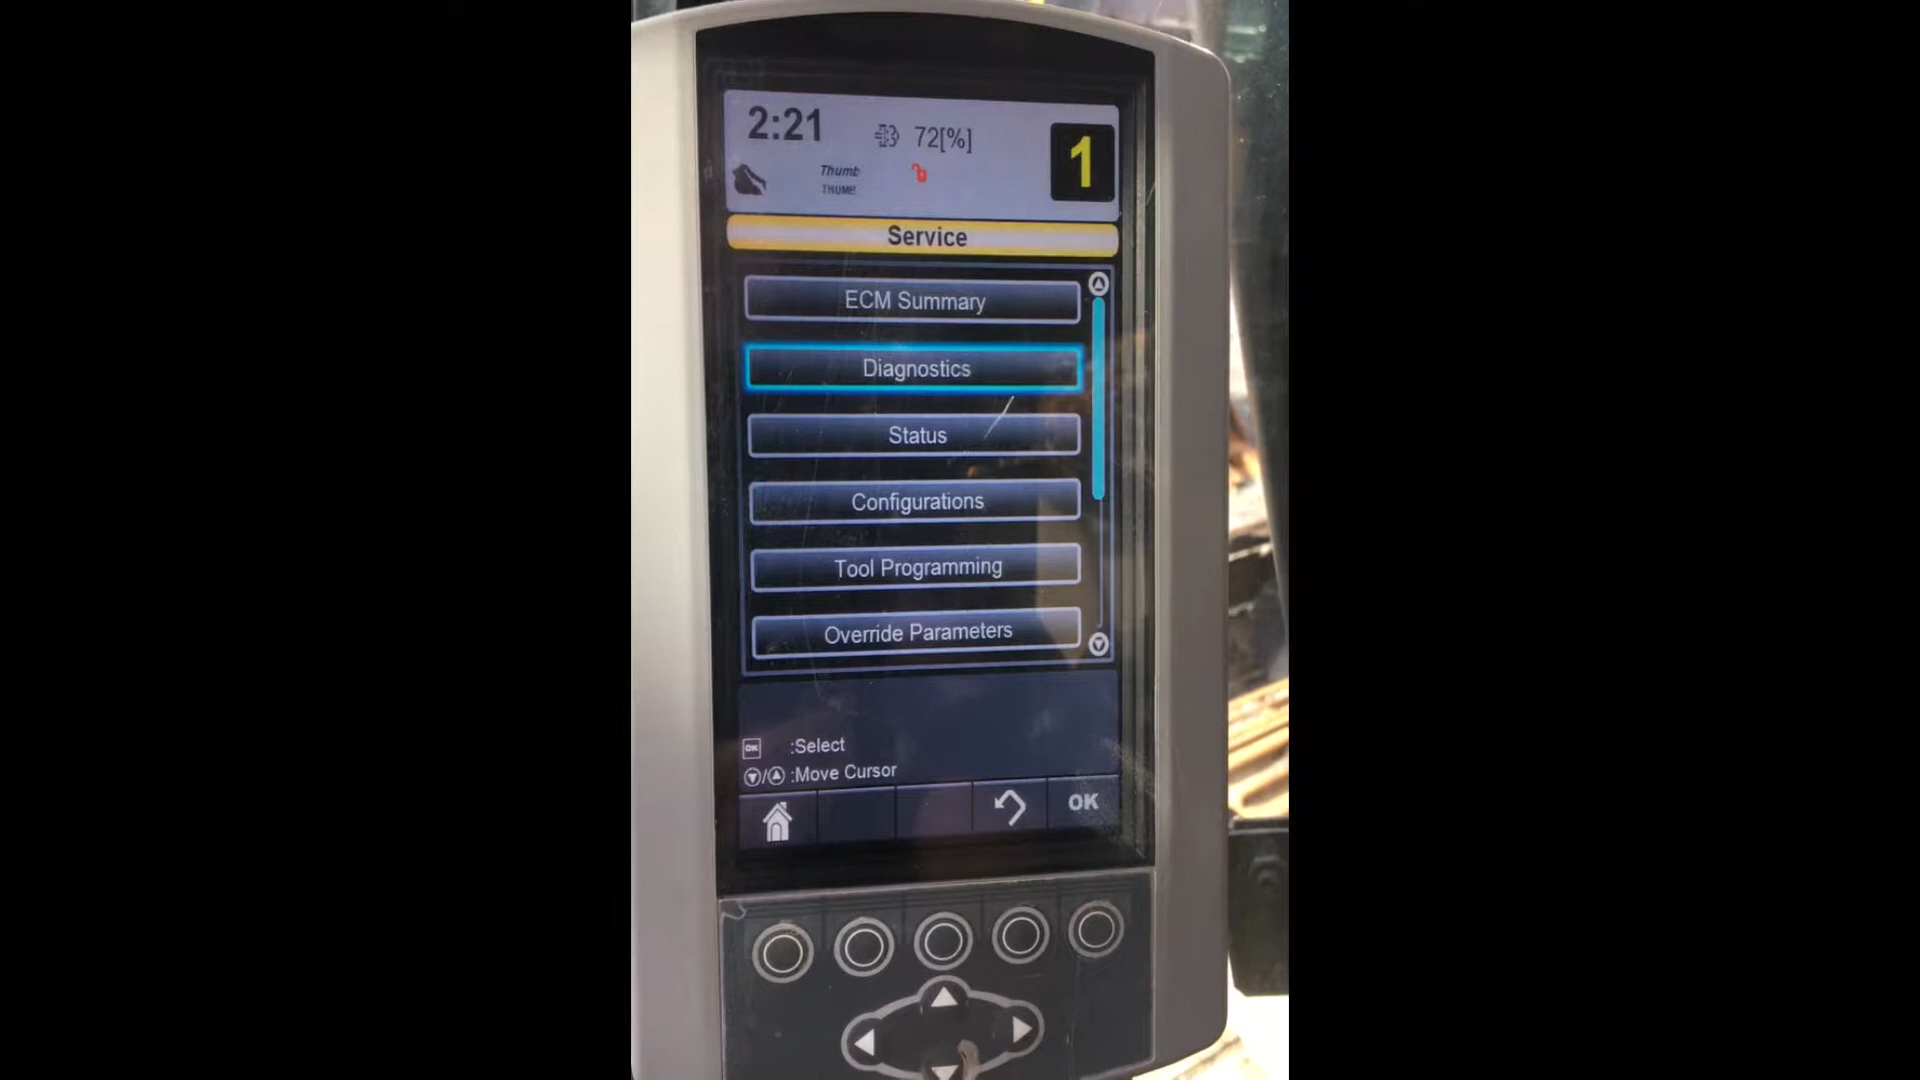 2:21
72[%]
1
Thumb
THUMB
Service
ECM Summary
Diagnostics
Status
Configurations
Tool Programming
Override Parameters
OK :Select
/ :Move Cursor
OK